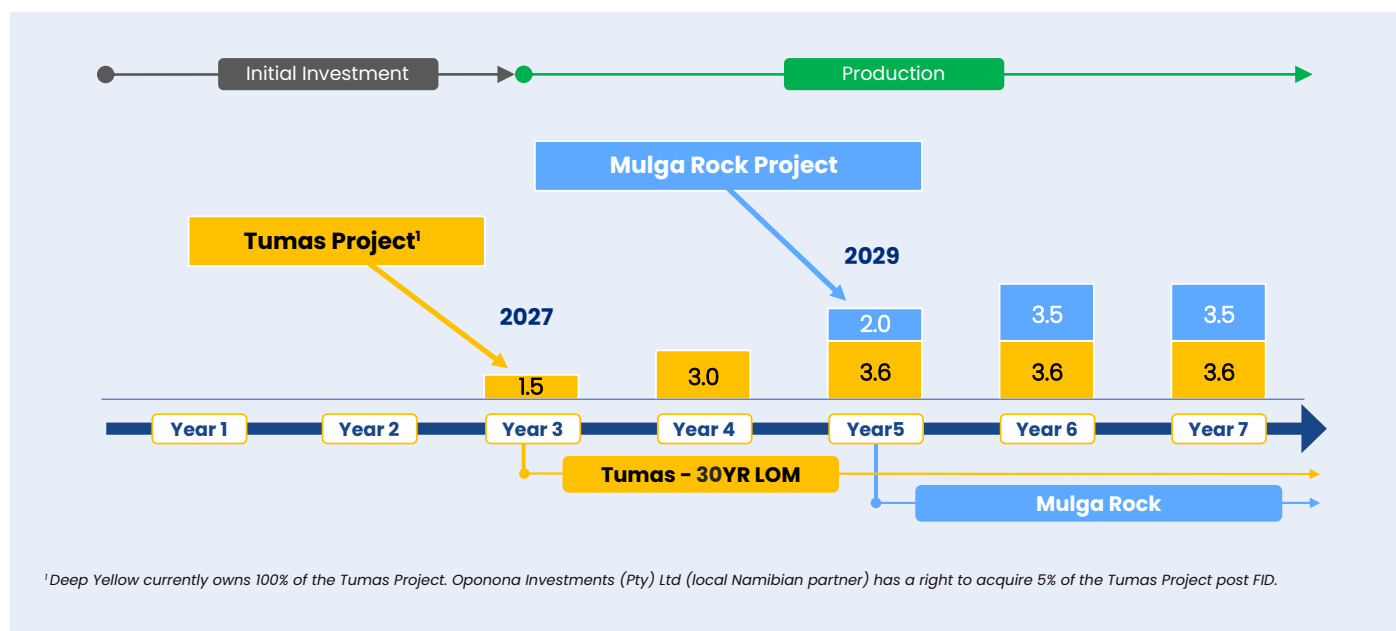 Initial Investment
Production
Mulga Rock Project
Tumas Project¹
2029
2027
2.0
3.5
3.5
1.5
3.0
3.6
3.6
3.6
Year 1
Year 2
Year 3
Year 4
Year5
Year 6
Year 7
Tumas - 30YR LOM
Mulga Rock
¹ Deep Yellow currently owns 100% of the Tumas Project. Oponona Investments (Pty) Ltd (local Namibian partner) has a right to acquire 5% of the Tumas Project post FID.